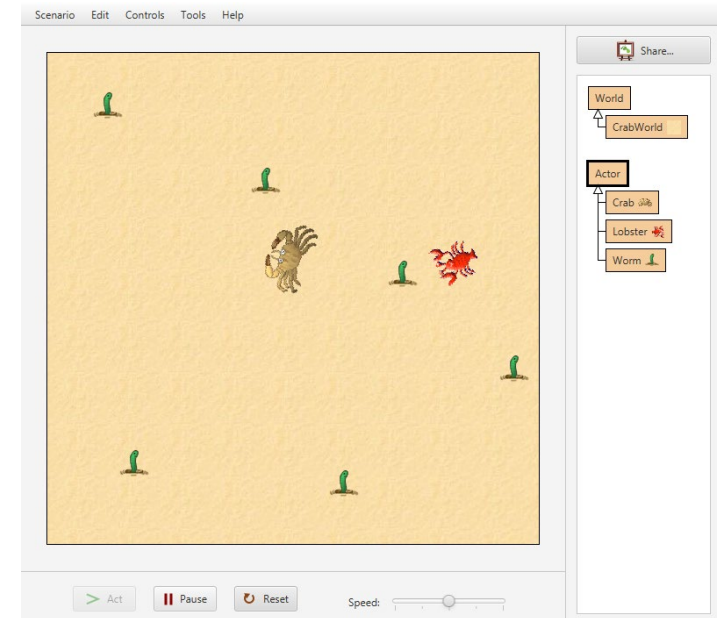 Scenario Edit Controls Tools Help
Share...
World
CrabWorld
Actor
Crab
Lobster
Worm
Act Pause Reset Speed: